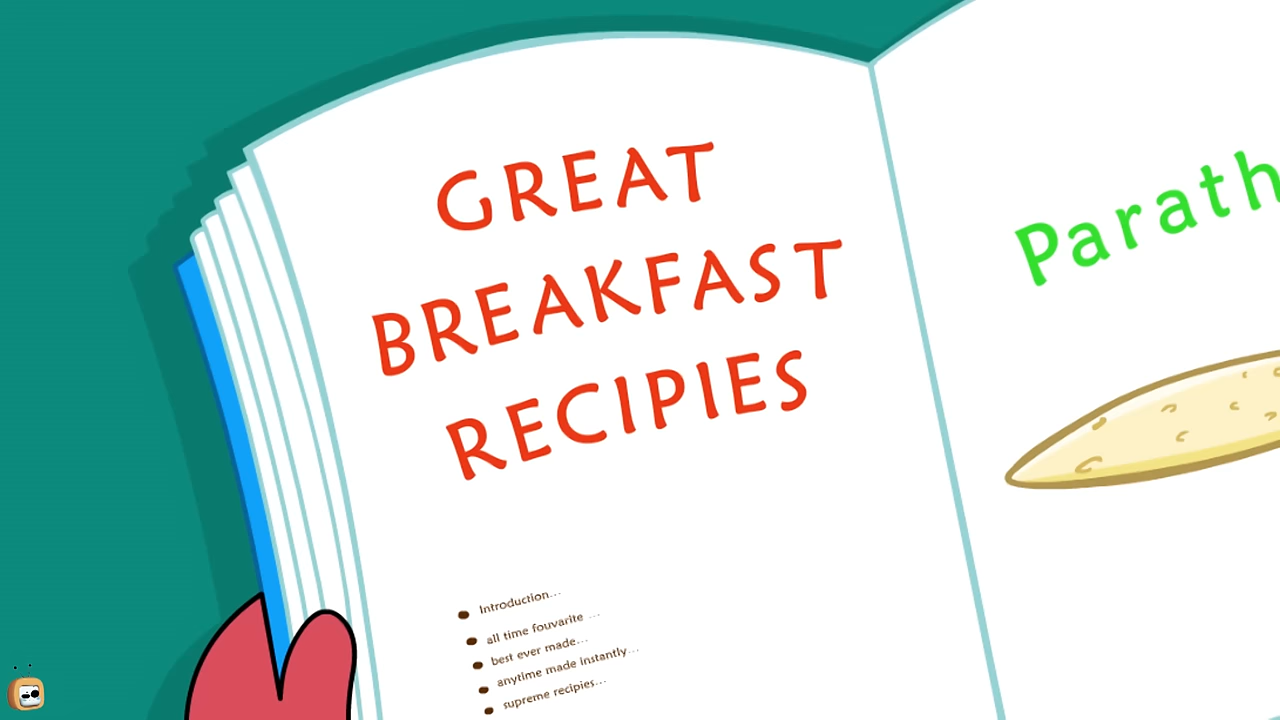 GREAT
BREAKFAST
RECIPIES
Introduction...
all time fouvarite ...
best ever made...
anytime made instantly...
supreme recipies...
Parath